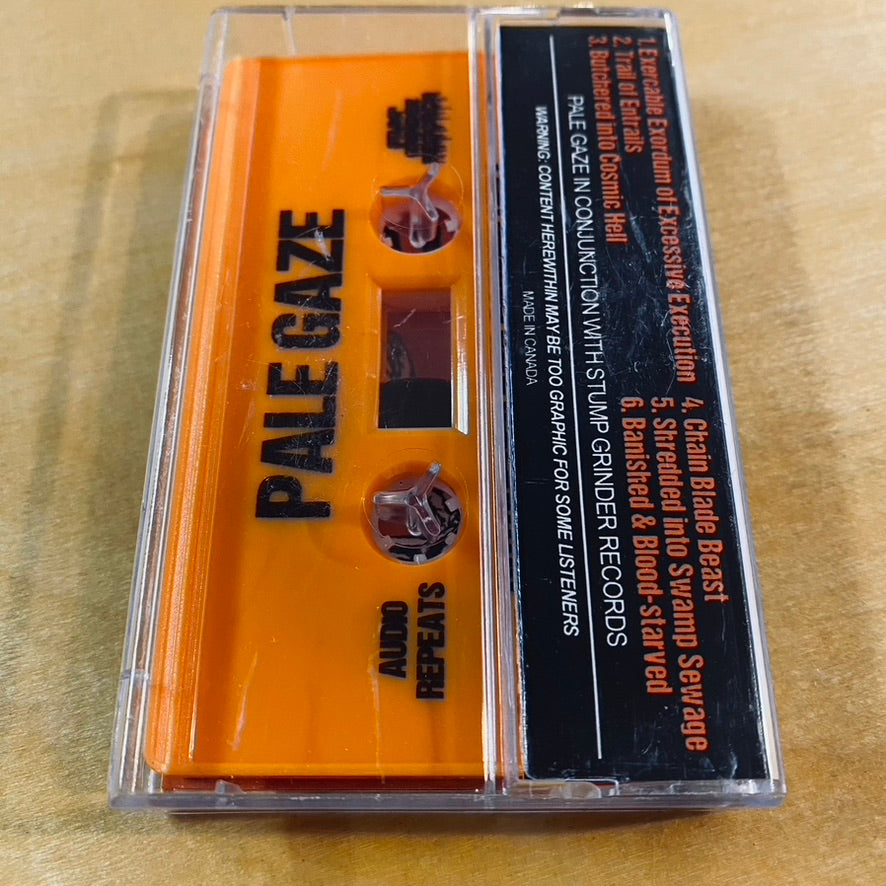 1. Exercable Exordum of Excessive Execution
2. Trail of Entrails
3. Butchered into Cosmic Hell
4. Chain Blade Beast
5. Shredded into Swamp Sewage
6. Banished & Blood-starved
PALE GAZE IN CONJUNCTION WITH STUMP GRINDER RECORDS
WARNING: CONTENT HEREWITHIN MAY BE TOO GRAPHIC FOR SOME LISTENERS
MADE IN CANADA
PALE GAZE
AUDIO
REPEATS